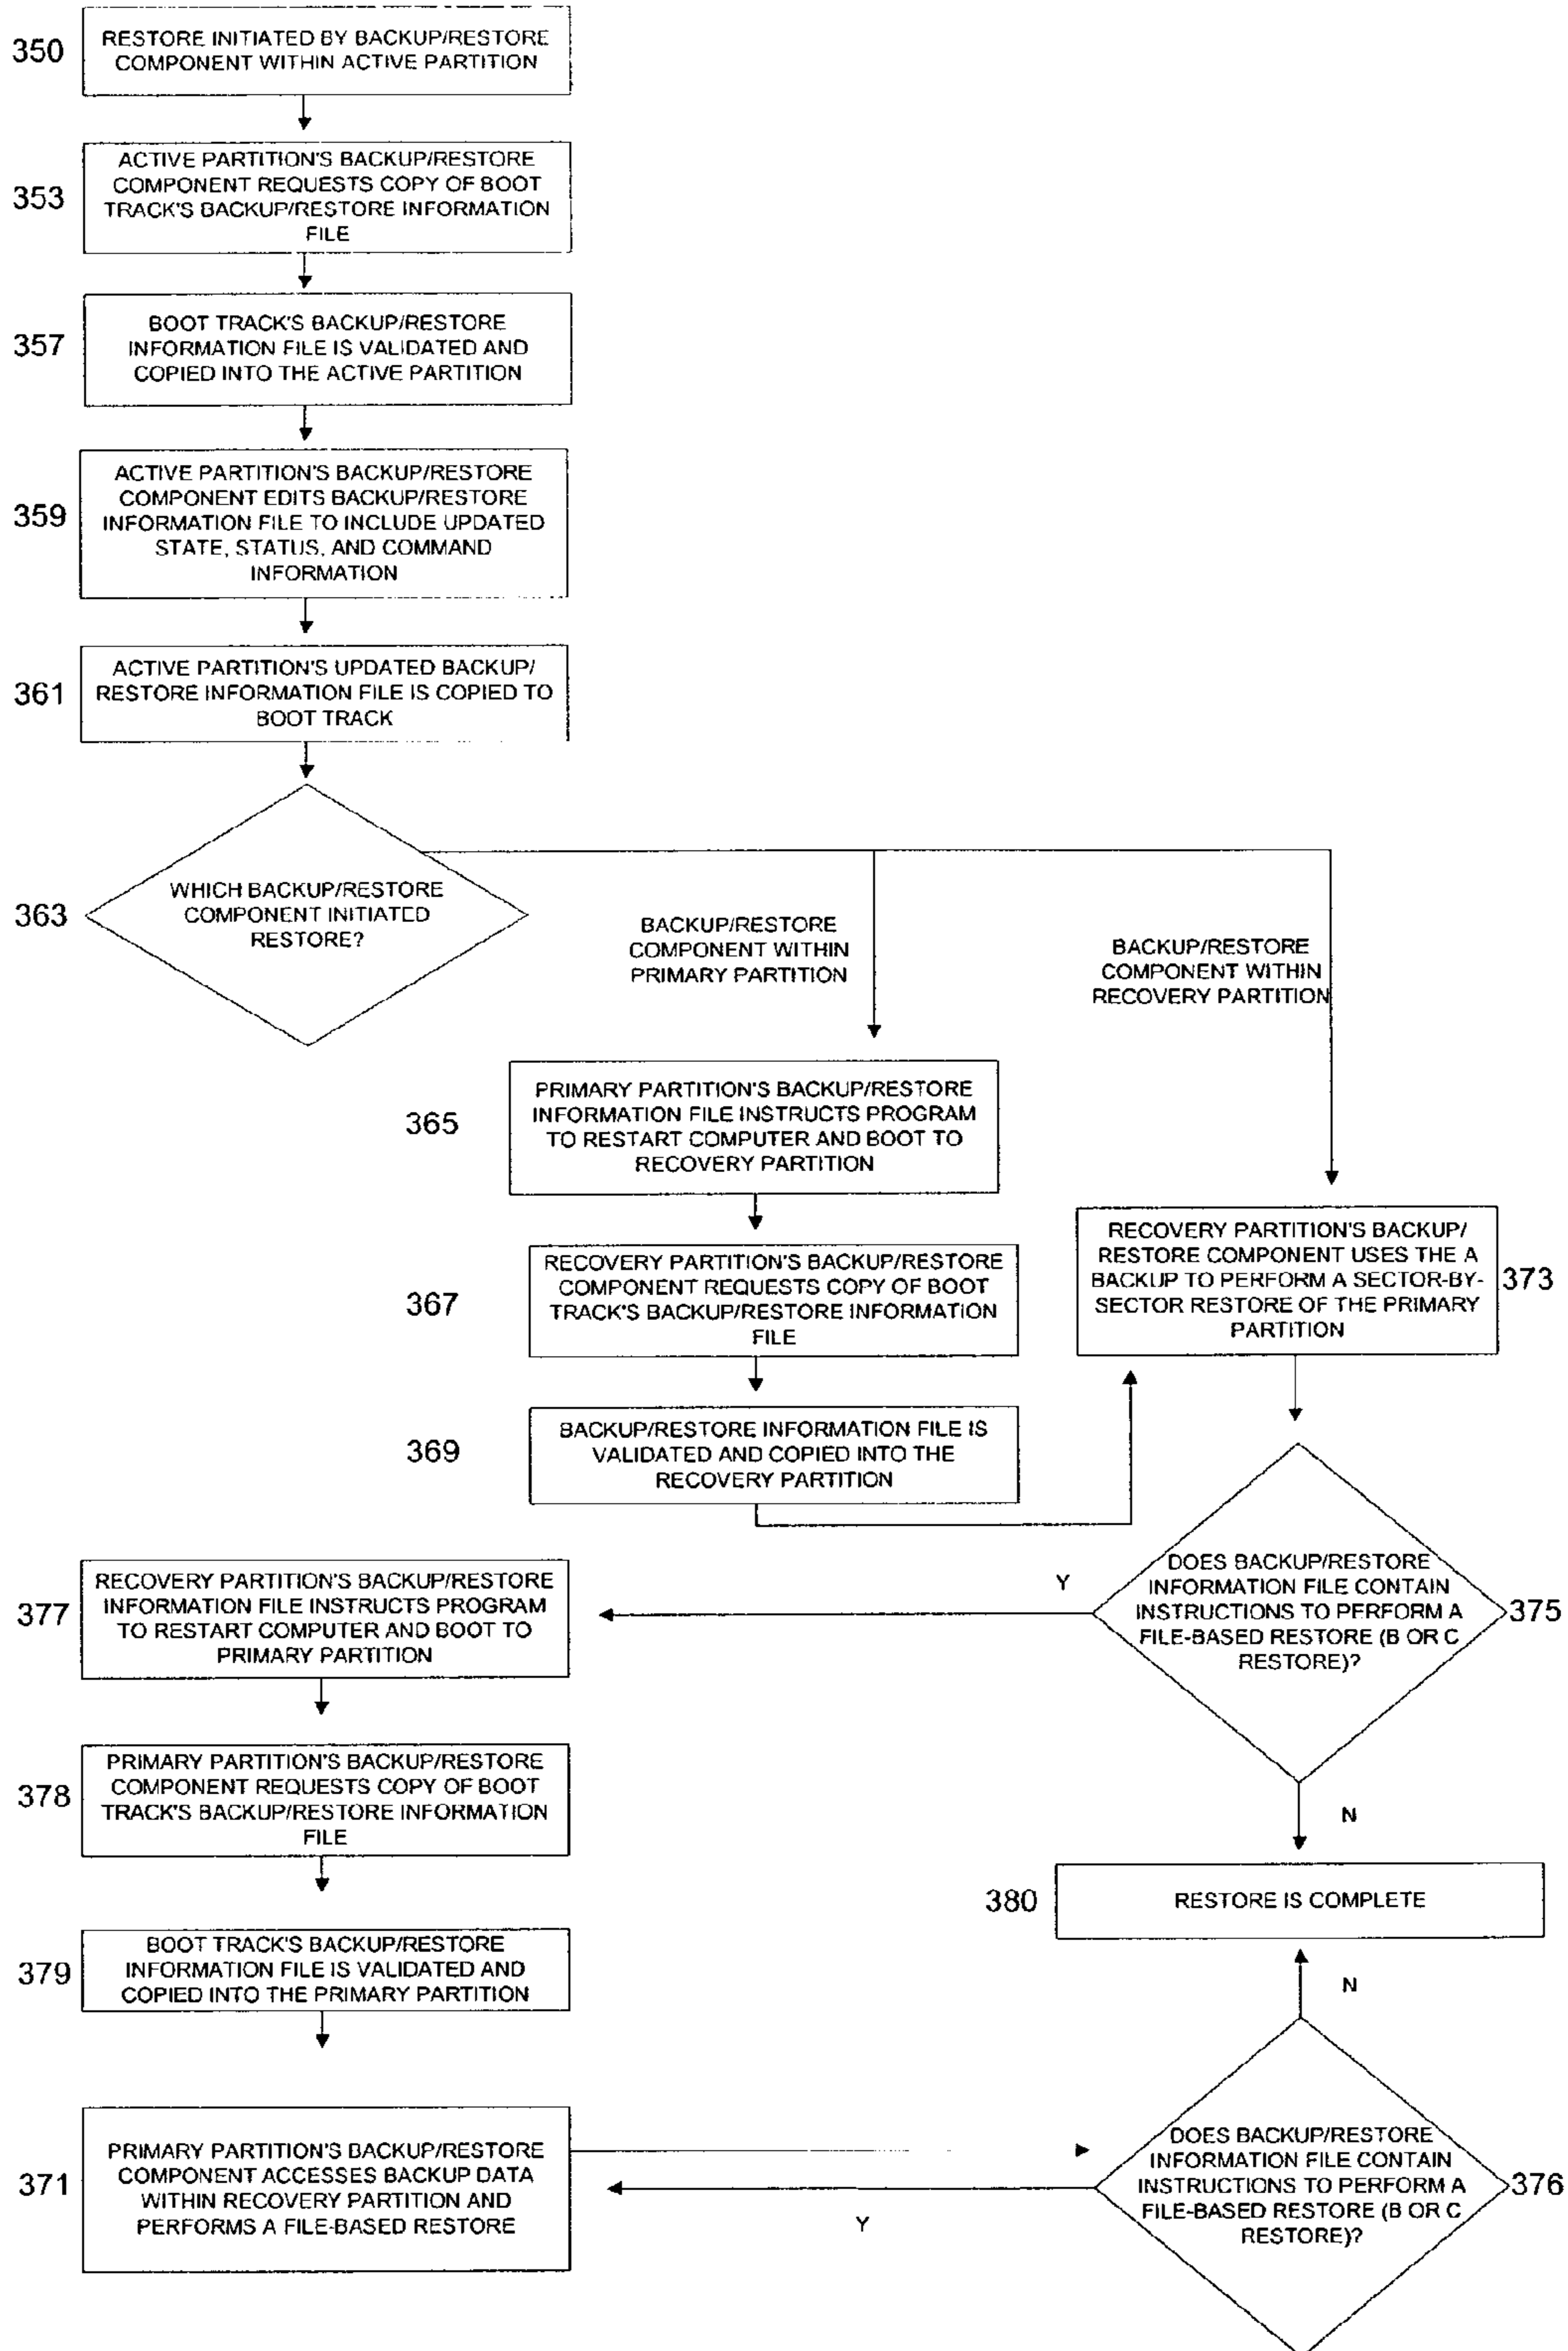 350
RESTORE INITIATED BY BACKUP/RESTORE
COMPONENT WITHIN ACTIVE PARTITION
353
ACTIVE PARTITION'S BACKUP/RESTORE
COMPONENT REQUESTS COPY OF BOOT
TRACK'S BACKUP/RESTORE INFORMATION
FILE
357
BOOT TRACK'S BACKUP/RESTORE
INFORMATION FILE IS VALIDATED AND
COPIED INTO THE ACTIVE PARTITION
359
ACTIVE PARTITION'S BACKUP/RESTORE
COMPONENT EDITS BACKUP/RESTORE
INFORMATION FILE TO INCLUDE UPDATED
STATE, STATUS, AND COMMAND
INFORMATION
361
ACTIVE PARTITION'S UPDATED BACKUP/
RESTORE INFORMATION FILE IS COPIED TO
BOOT TRACK
363
WHICH BACKUP/RESTORE
COMPONENT INITIATED
RESTORE?
BACKUP/RESTORE
COMPONENT WITHIN
PRIMARY PARTITION
BACKUP/RESTORE
COMPONENT WITHIN
RECOVERY PARTITION
365
PRIMARY PARTITION'S BACKUP/RESTORE
INFORMATION FILE INSTRUCTS PROGRAM
TO RESTART COMPUTER AND BOOT TO
RECOVERY PARTITION
367
RECOVERY PARTITION'S BACKUP/RESTORE
COMPONENT REQUESTS COPY OF BOOT
TRACK'S BACKUP/RESTORE INFORMATION
FILE
369
BACKUP/RESTORE INFORMATION FILE IS
VALIDATED AND COPIED INTO THE
RECOVERY PARTITION
RECOVERY PARTITION'S BACKUP/
RESTORE COMPONENT USES THE A
BACKUP TO PERFORM A SECTOR-BY-
SECTOR RESTORE OF THE PRIMARY
PARTITION
373
DOES BACKUP/RESTORE
INFORMATION FILE CONTAIN
INSTRUCTIONS TO PERFORM A
FILE-BASED RESTORE (B OR C
RESTORE)?
375
Y
N
377
RECOVERY PARTITION'S BACKUP/RESTORE
INFORMATION FILE INSTRUCTS PROGRAM
TO RESTART COMPUTER AND BOOT TO
PRIMARY PARTITION
378
PRIMARY PARTITION'S BACKUP/RESTORE
COMPONENT REQUESTS COPY OF BOOT
TRACK'S BACKUP/RESTORE INFORMATION
FILE
380
RESTORE IS COMPLETE
379
BOOT TRACK'S BACKUP/RESTORE
INFORMATION FILE IS VALIDATED AND
COPIED INTO THE PRIMARY PARTITION
N
371
PRIMARY PARTITION'S BACKUP/RESTORE
COMPONENT ACCESSES BACKUP DATA
WITHIN RECOVERY PARTITION AND
PERFORMS A FILE-BASED RESTORE
Y
DOES BACKUP/RESTORE
INFORMATION FILE CONTAIN
INSTRUCTIONS TO PERFORM A
FILE-BASED RESTORE (B OR C
RESTORE)?
376